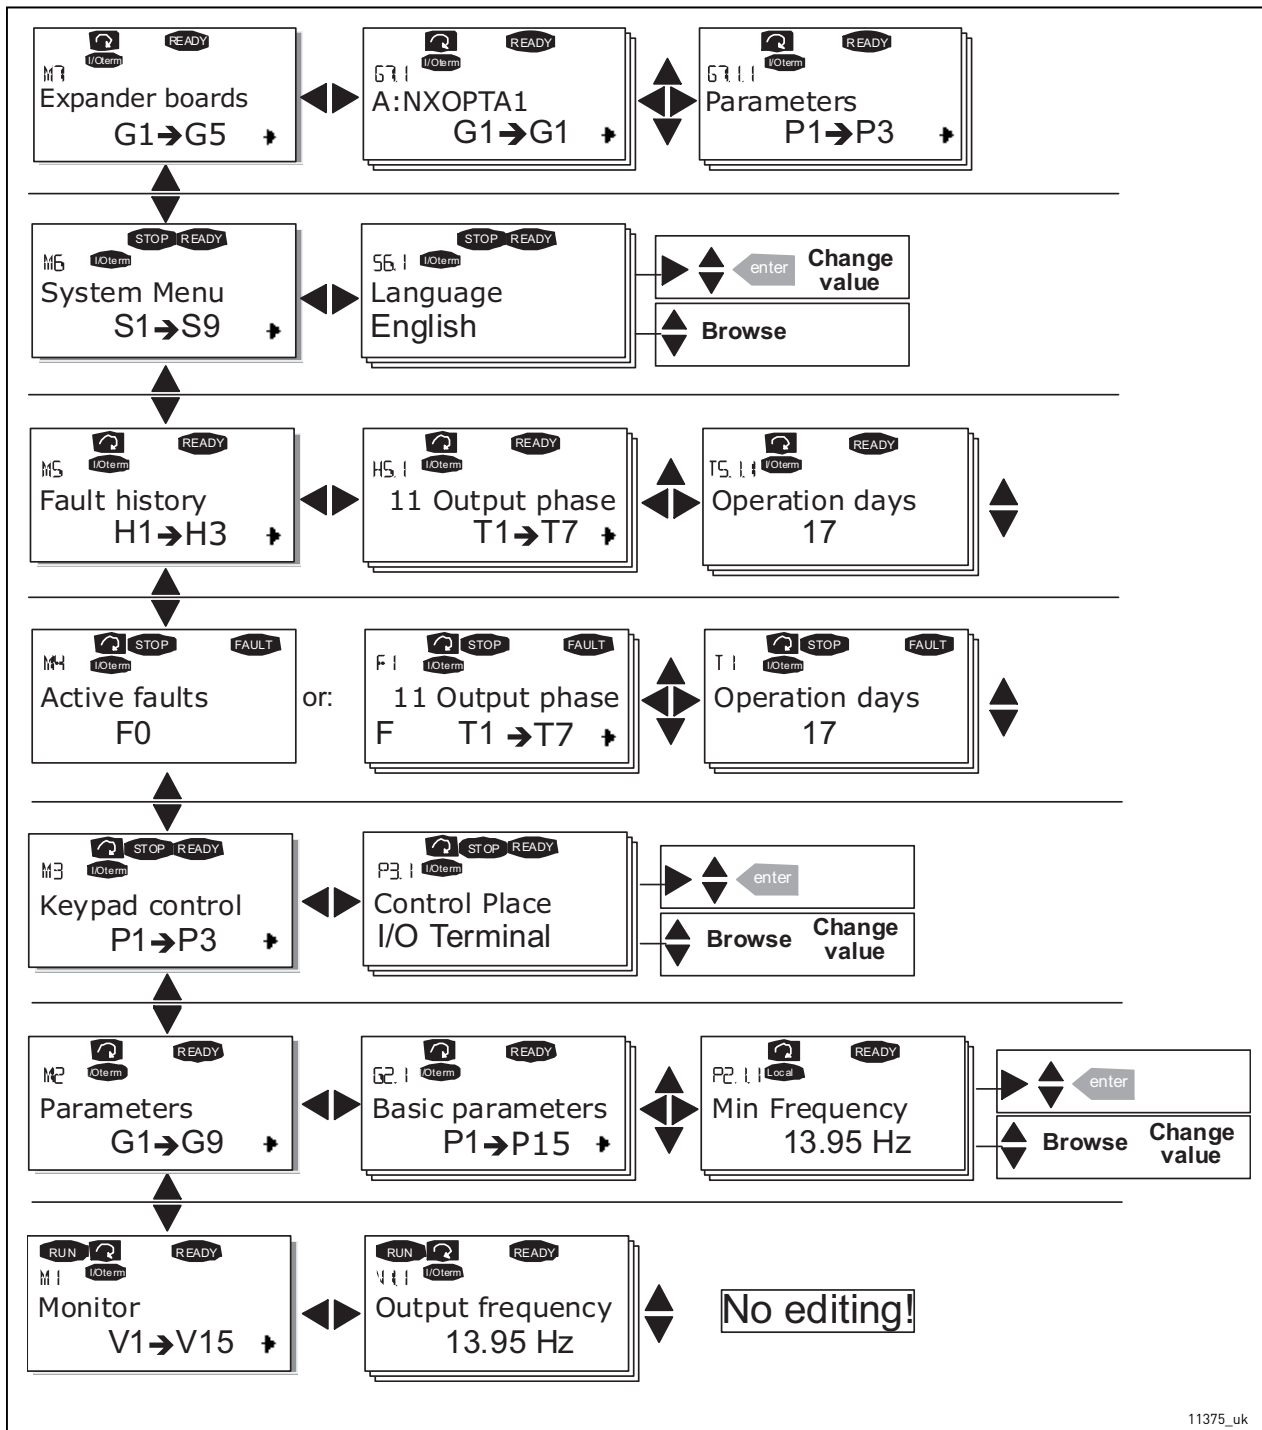 READY
I/Oterm
M7
Expander boards
G1➔G5
READY
I/Oterm
G7.1
A:NXOPTA1
G1➔G1
READY
I/Oterm
G7.1.1
Parameters
P1➔P3
STOP READY
M6 I/Oterm
System Menu
S1➔S9
STOP READY
S6.1 I/Oterm
Language
English
enter
Change
value
Browse
READY
M5 I/Oterm
Fault history
H1➔H3
READY
H5.1 I/Oterm
11 Output phase
T1➔T7
READY
T5.1.1 I/Oterm
Operation days
17
STOP FAULT
M4 I/Oterm
Active faults
F0
or:
STOP FAULT
F1 I/Oterm
11 Output phase
F T1 ➔T7
STOP FAULT
T1 I/Oterm
Operation days
17
STOP READY
M3 I/Oterm
Keypad control
P1➔P3
STOP READY
P3.1 I/Oterm
Control Place
I/O Terminal
enter
Browse
Change
value
READY
M2 I/Oterm
Parameters
G1➔G9
READY
G2.1 I/Oterm
Basic parameters
P1➔P15
READY
P2.1.1 Local
Min Frequency
13.95 Hz
enter
Browse
Change
value
RUN READY
M1 I/Oterm
Monitor
V1➔V15
RUN READY
V1.1 I/Oterm
Output frequency
13.95 Hz
No editing!
11375_uk